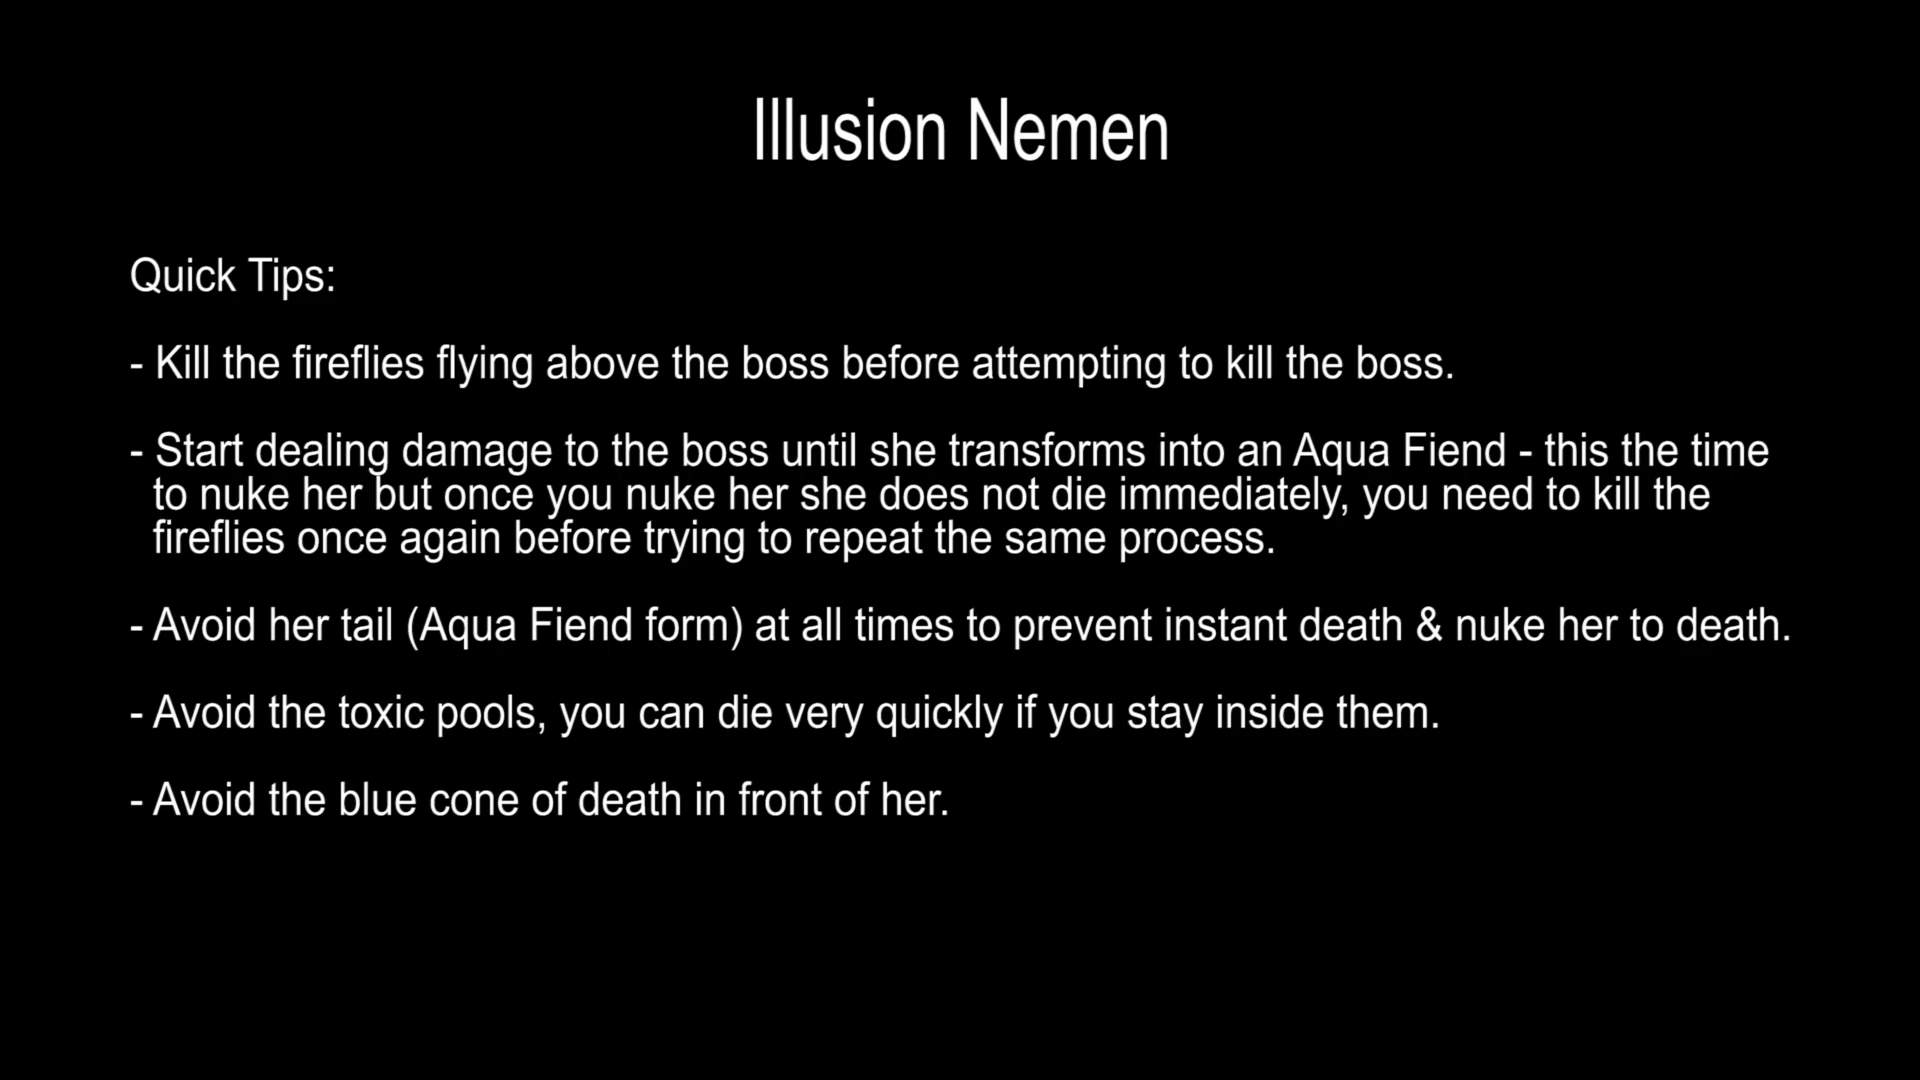 Illusion Nemen
Quick Tips:
- Kill the fireflies flying above the boss before attempting to kill the boss.
- Start dealing damage to the boss until she transforms into an Aqua Fiend - this the time
to nuke her but once you nuke her she does not die immediately, you need to kill the
fireflies once again before trying to repeat the same process.
- Avoid her tail (Aqua Fiend form) at all times to prevent instant death & nuke her to death.
- Avoid the toxic pools, you can die very quickly if you stay inside them.
- Avoid the blue cone of death in front of her.